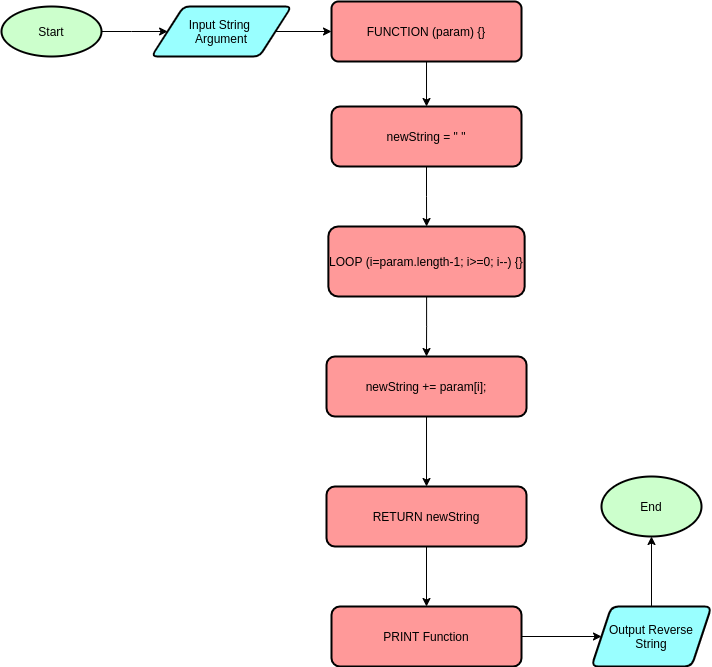 Start
Input String
Argument
FUNCTION (param) {}
newString = " "
LOOP (i=param.length-1; i>=0; i--) {}
newString += param[i];
RETURN newString
End
PRINT Function
Output Reverse
String